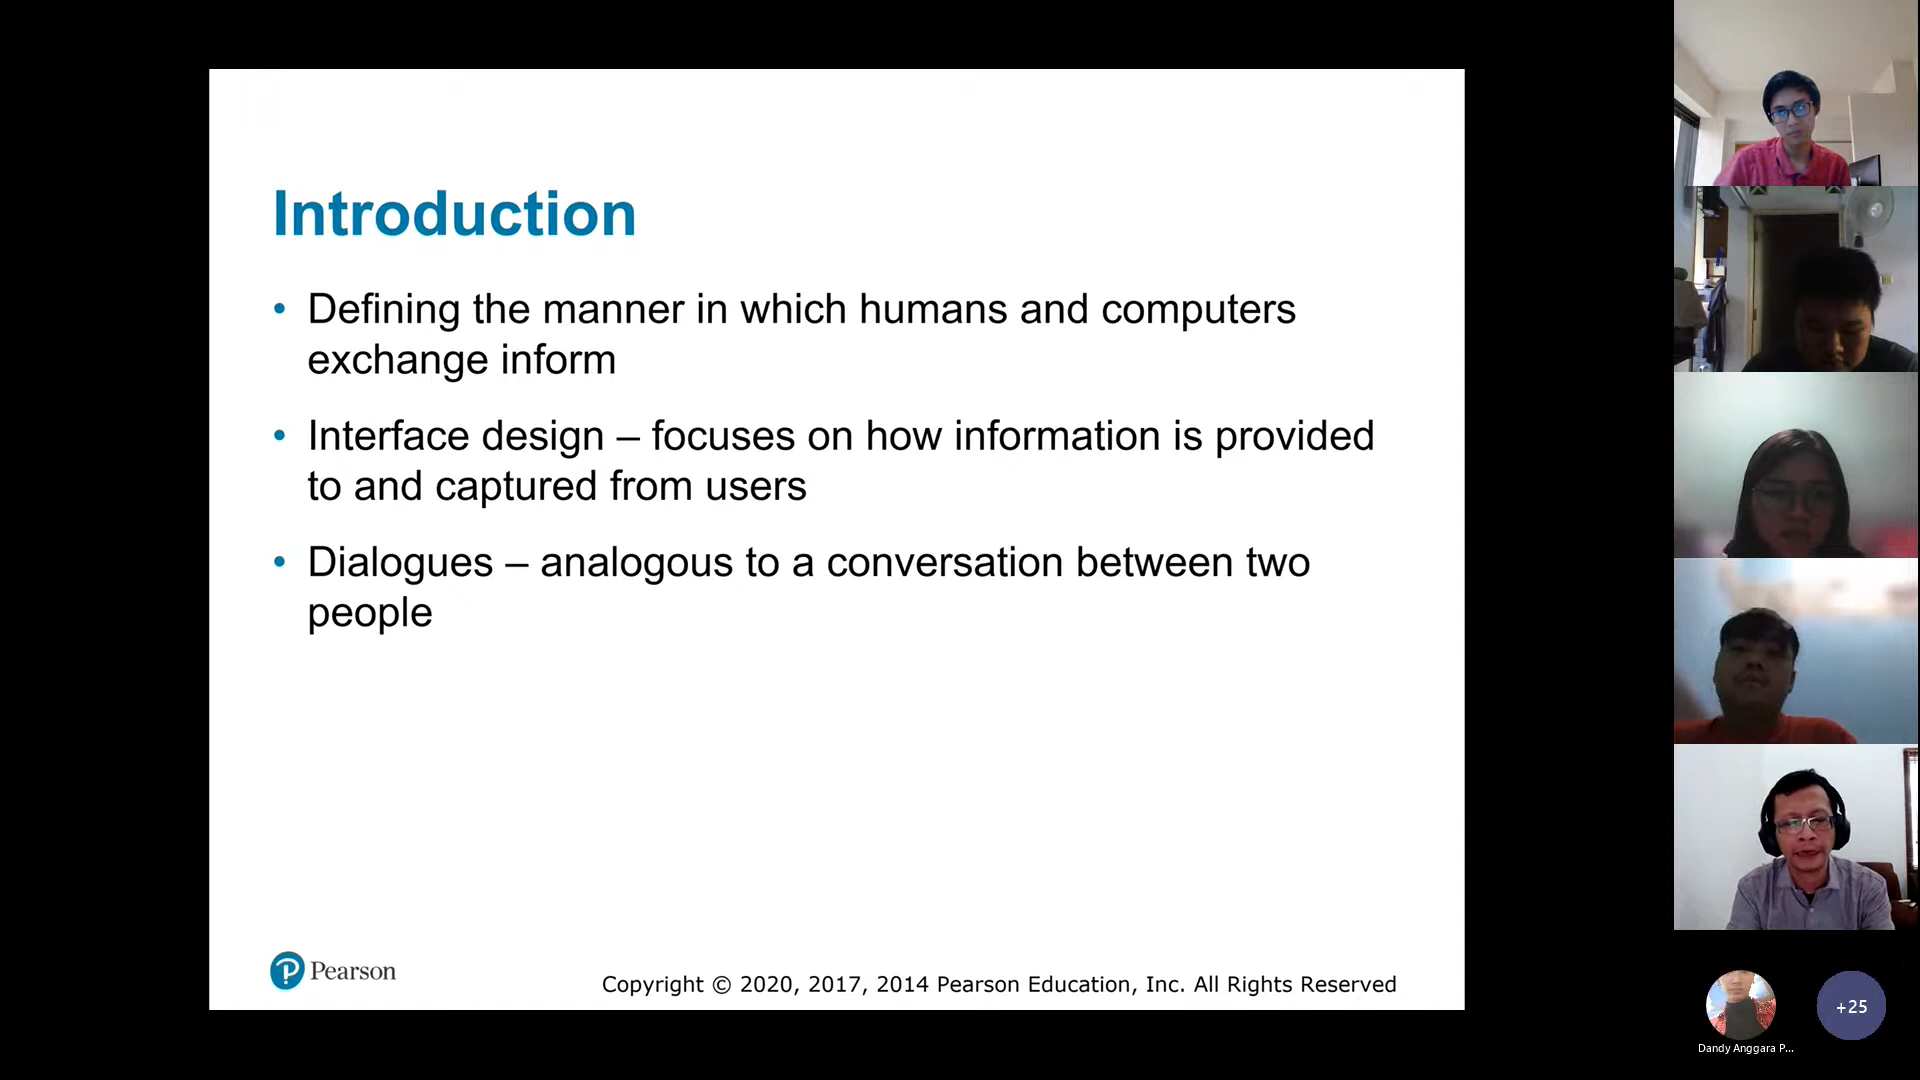 Introduction
• Defining the manner in which humans and computers
exchange inform
• Interface design – focuses on how information is provided
to and captured from users
• Dialogues – analogous to a conversation between two
people
Pearson
Copyright © 2020, 2017, 2014 Pearson Education, Inc. All Rights Reserved
+25
Dandy Anggara P...